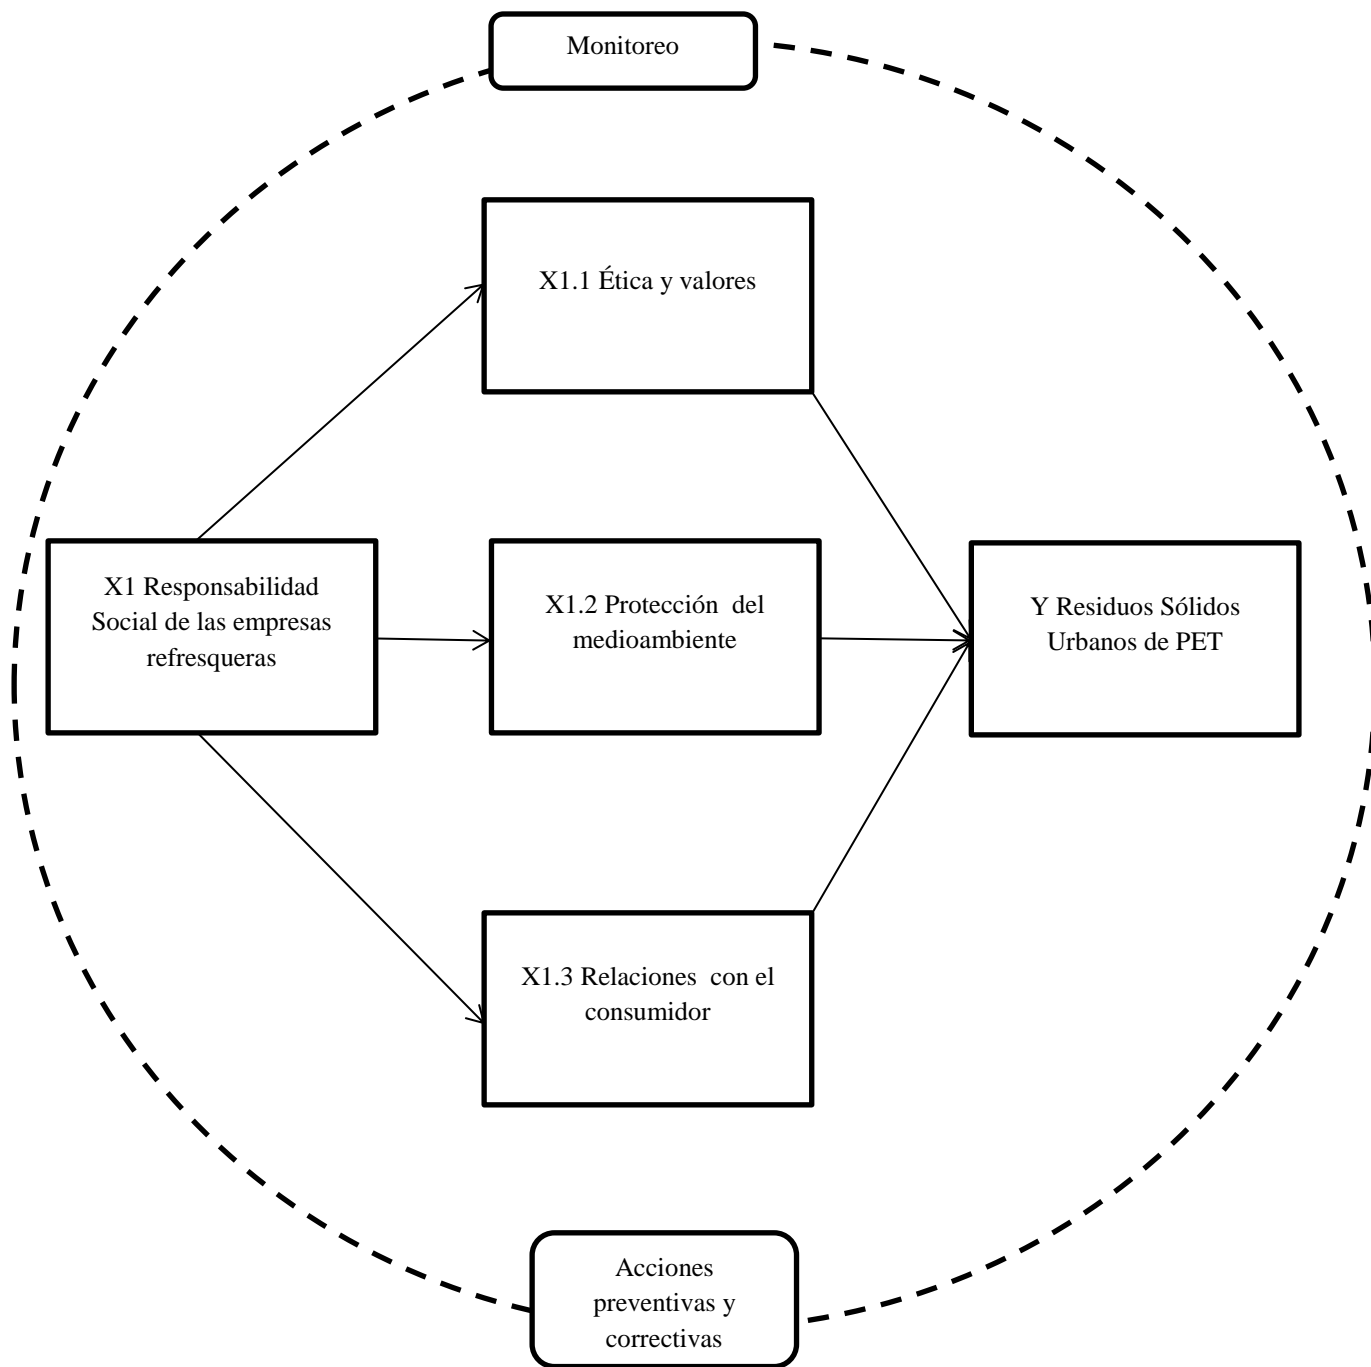 Monitoreo
X1.1 Ética y valores
X1 Responsabilidad
Social de las empresas
refresqueras
X1.2 Protección  del
medioambiente
Y Residuos Sólidos
Urbanos de PET
X1.3 Relaciones  con el
consumidor
Acciones
preventivas y
correctivas